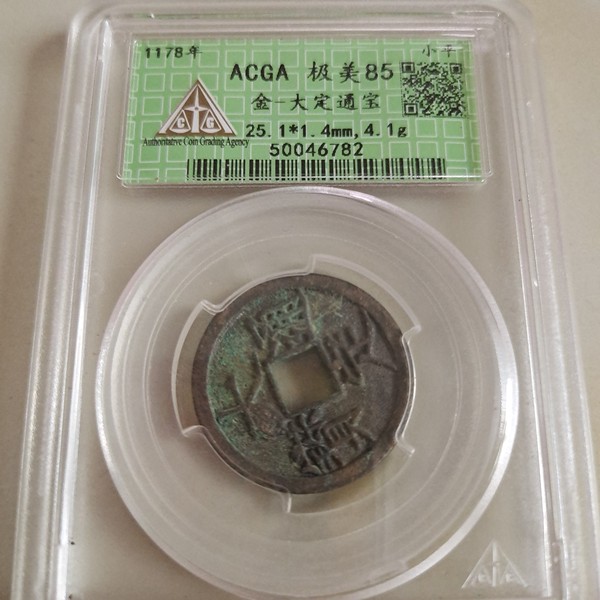 1178年
小平
ACGA 极美85
金-大定通宝
25.1*1.4mm,4.1g
Authoritative Coin Grading Agency
50046782